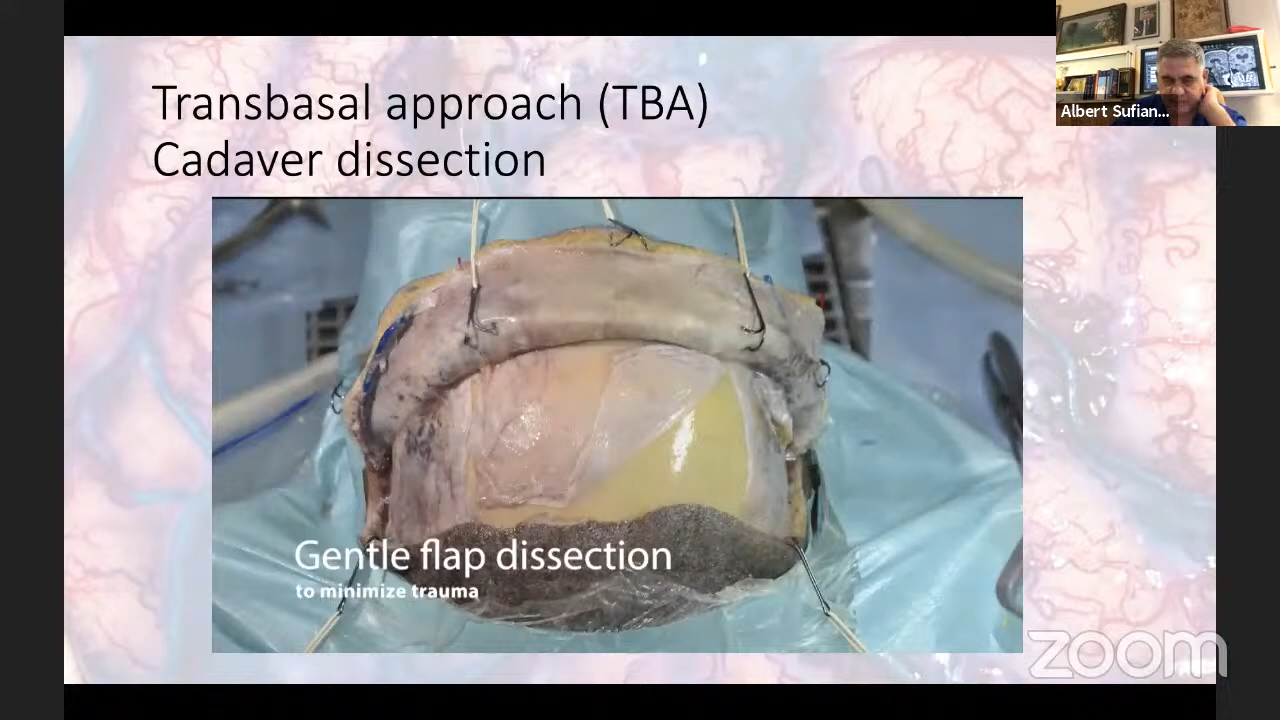 Transbasal approach (TBA)
Cadaver dissection
Albert Sufian...
Gentle flap dissection
to minimize trauma
zoom